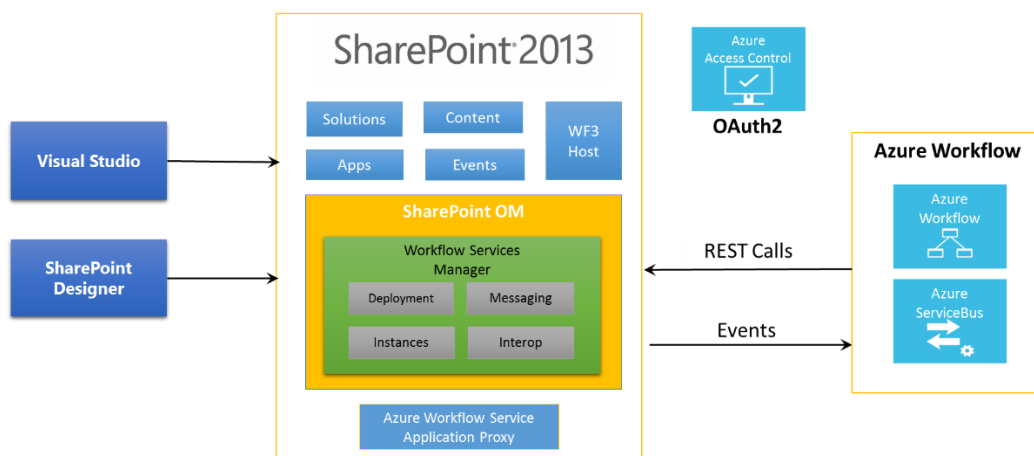 SharePoint 2013
Solutions
Content
WF3
Host
Apps
Events
SharePoint OM
Workflow Services
Manager
Deployment
Messaging
Instances
Interop
Azure Workflow Service
Application Proxy
Visual Studio
SharePoint
Designer
Azure
Access Control
OAuth2
Azure Workflow
Azure
Workflow
Azure
ServiceBus
REST Calls
Events